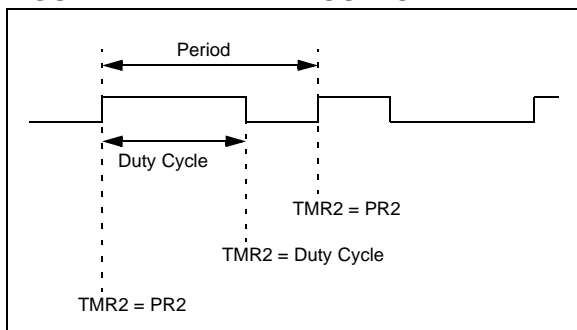 Period
Duty Cycle
TMR2 = PR2
TMR2 = Duty Cycle
TMR2 = PR2